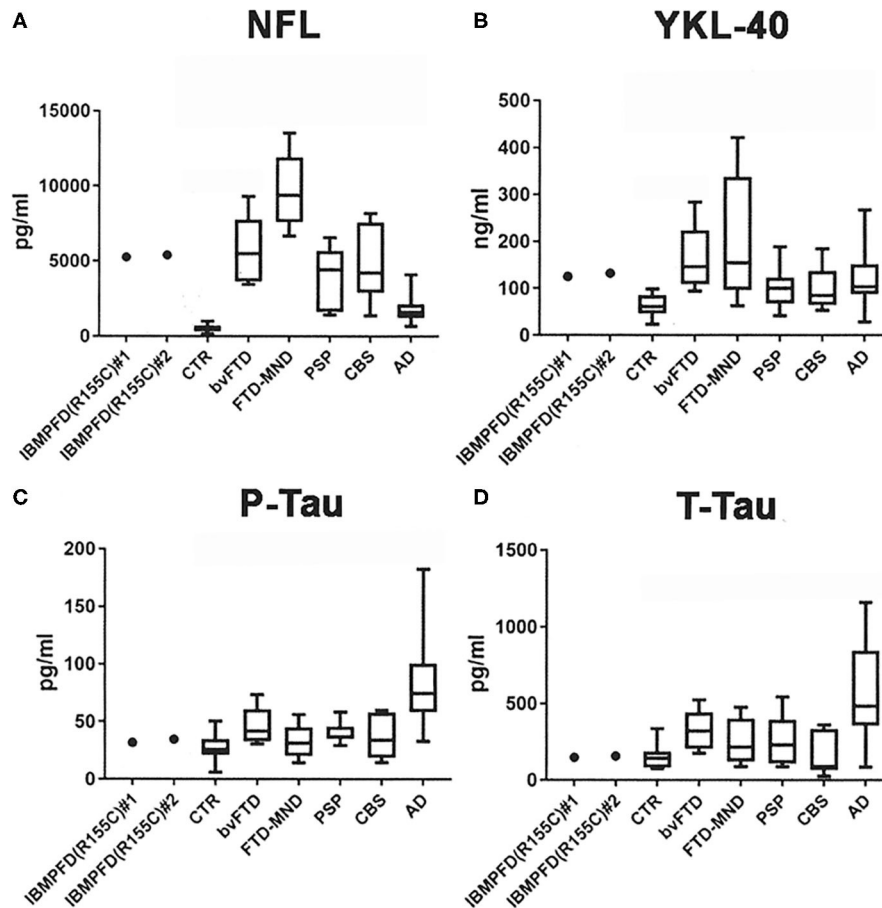 A
NFL
15000
10000
5000
0
pg/ml
IBMPFD(R155C)#1
IBMPFD(R155C)#2
CTR
bvFTD
FTD-MND
PSP
CBS
AD
B
YKL-40
500
400
300
200
100
0
ng/ml
IBMPFD(R155C)#1
IBMPFD(R155C)#2
CTR
bvFTD
FTD-MND
PSP
CBS
AD
C
P-Tau
200
150
100
50
0
pg/ml
IBMPFD(R155C)#1
IBMPFD(R155C)#2
CTR
bvFTD
FTD-MND
PSP
CBS
AD
D
T-Tau
1500
1000
500
0
pg/ml
IBMPFD(R155C)#1
IBMPFD(R155C)#2
CTR
bvFTD
FTD-MND
PSP
CBS
AD